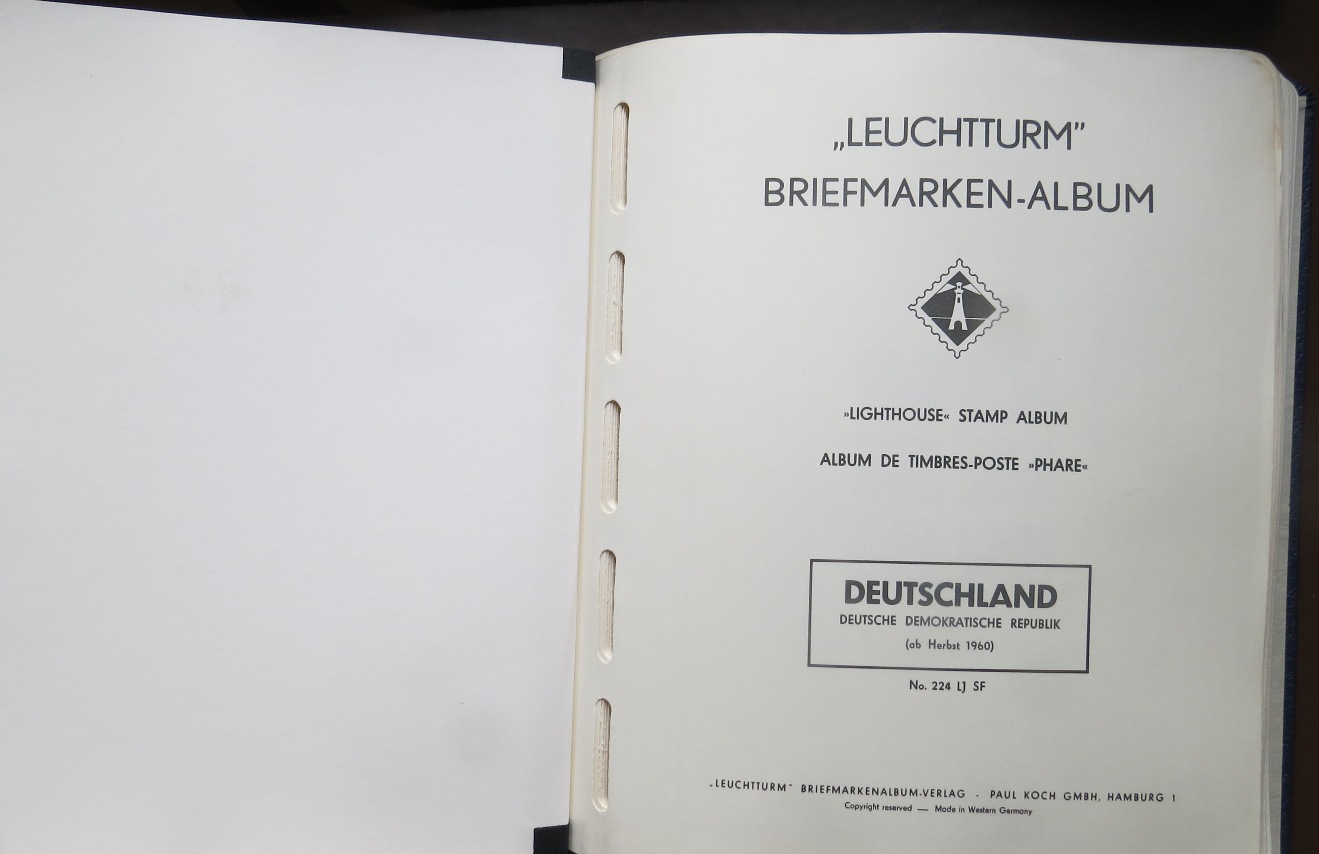 „LEUCHTTURM”
BRIEFMARKEN-ALBUM
»LIGHTHOUSE« STAMP ALBUM
ALBUM DE TIMBRES-POSTE »PHARE«
DEUTSCHLAND
DEUTSCHE DEMOKRATISCHE REPUBLIK
(ab Herbst 1960)
No. 224 LJ SF
„LEUCHTTURM” BRIEFMARKENALBUM-VERLAG - PAUL KOCH GMBH, HAMBURG 1
Copyright reserved — Made in Western Germany